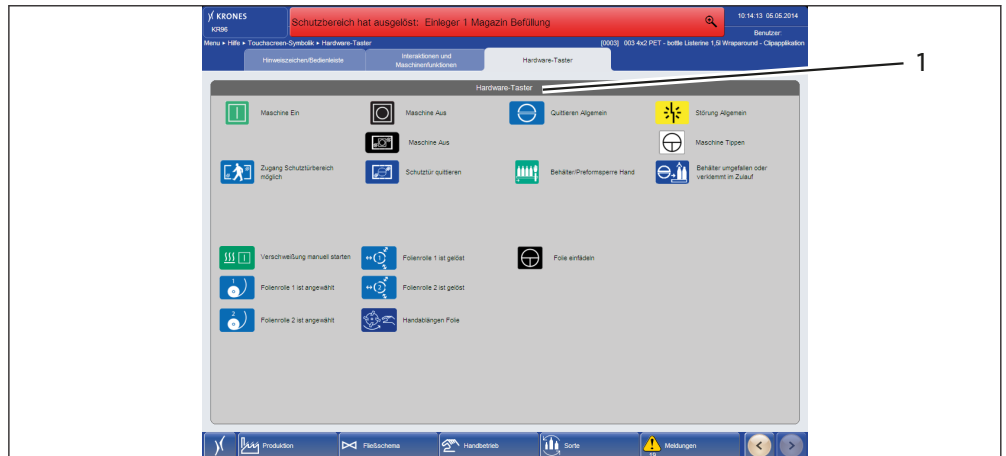 KRONES
KR96
Schutzbereich hat ausgelöst: Einleger 1 Magazin Befüllung
10:14:13 05.05.2014
Benutzer:
Menu ▸ Hilfe ▸ Touchscreen-Symbolik ▸ Hardware-Taster
[0003] 003 4x2 PET - bottle Listerine 1,5l Wraparound - Clipapplikation
Hinweiszeichen/Bedienleiste
Interaktionen und
Maschinenfunktionen
Hardware-Taster
1
Hardware-Taster
Maschine Ein
Maschine Aus
Quittieren Allgemein
Störung Allgemein
Maschine Aus
Maschine Tippen
Zugang Schutztürbereich
möglich
Schutztür quittieren
Behälter/Preformsperre Hand
Behälter umgefallen oder
verklemmt im Zulauf
Verschweißung manuell starten
1
Folienrolle 1 ist gelöst
Folie einfädeln
1
Folienrolle 1 ist angewählt
2
Folienrolle 2 ist gelöst
2
Folienrolle 2 ist angewählt
Handablängen Folie
Produktion
Fließschema
Handbetrieb
Sorte
Meldungen
19